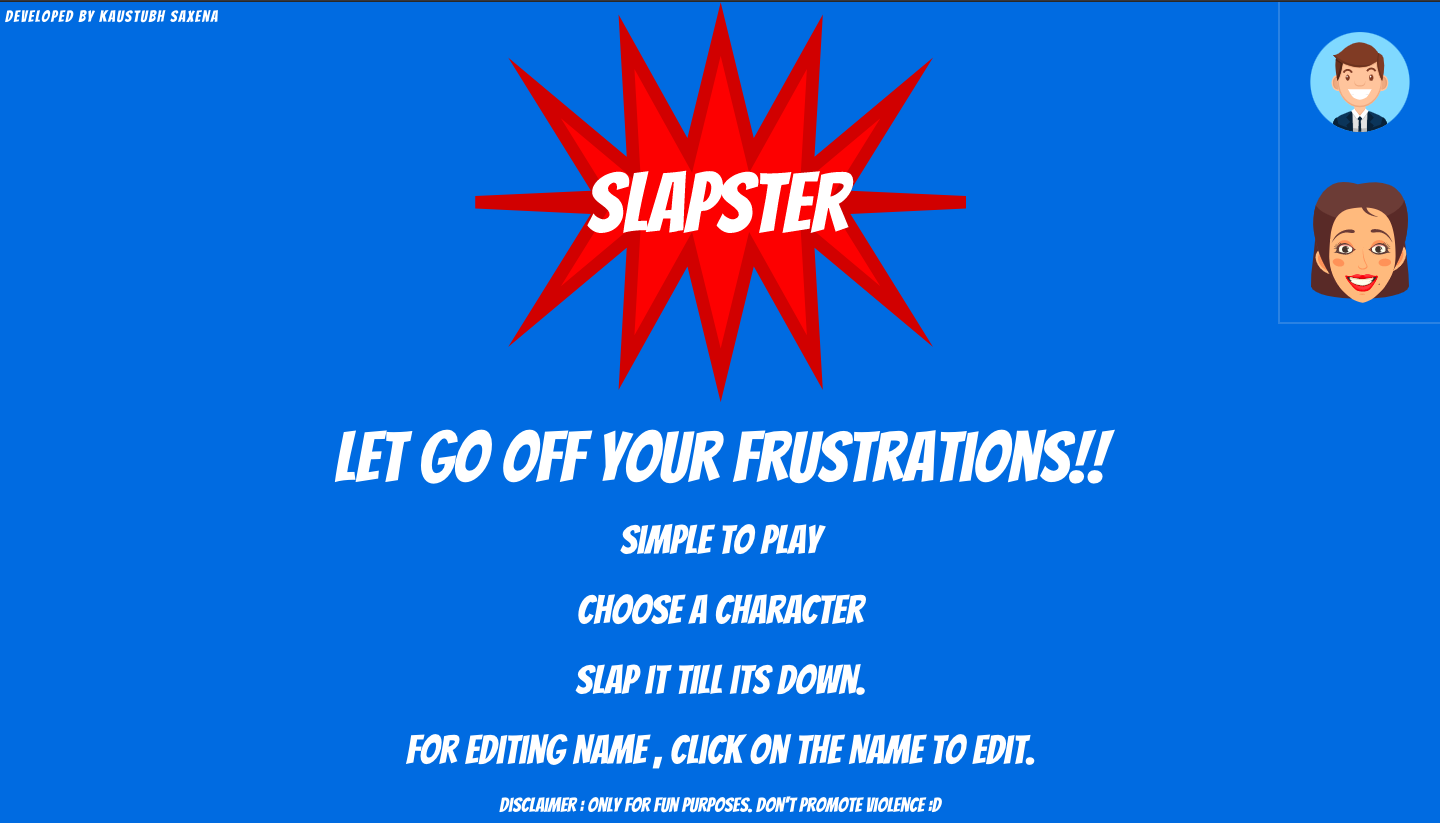 DEVELOPED BY KAUSTUBH SAXENA
SLAPSTER
LET GO OFF YOUR FRUSTRATIONS!!
SIMPLE TO PLAY
CHOOSE A CHARACTER
SLAP IT TILL ITS DOWN.
FOR EDITING NAME , CLICK ON THE NAME TO EDIT.
DISCLAIMER : ONLY FOR FUN PURPOSES. DON'T PROMOTE VIOLENCE :D